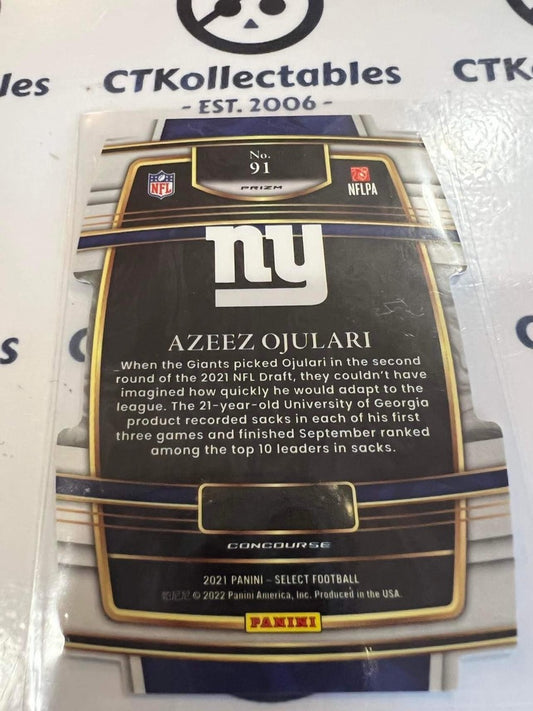 CTKollectables
- EST. 2006 -
les
CTKo
No.
91
PRIZM
NFL
NFLPA
ny
AZEEZ OJULARI
When the Giants picked Ojulari in the second
round of the 2021 NFL Draft, they couldn't have
imagined how quickly he would adapt to the
league. The 21-year-old University of Georgia
product recorded sacks in each of his first
three games and finished September ranked
among the top 10 leaders in sacks.
CONCOURSE
2021 PANINI – SELECT FOOTBALL
© 2022 Panini America, Inc. Produced in the USA.
PANINI